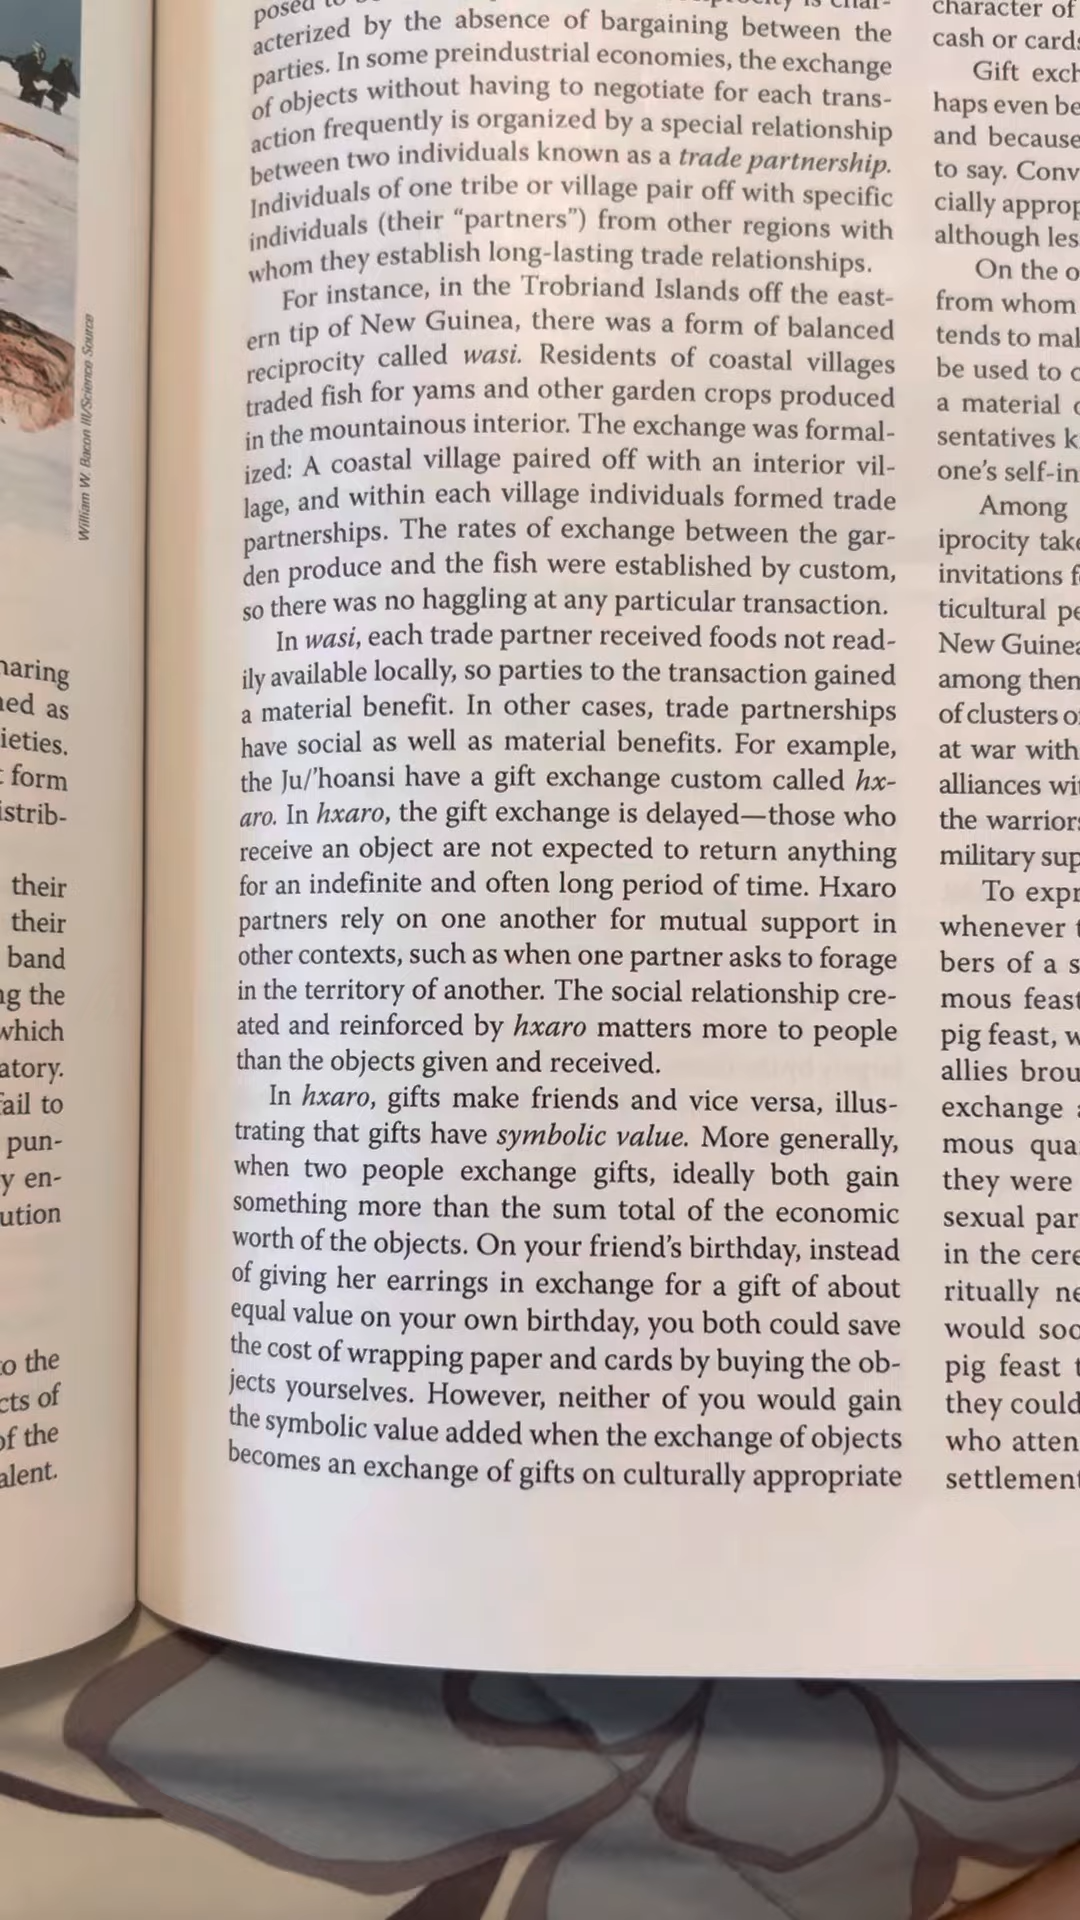 William W. Bacon III/Science Source
haring
ned as
ieties.
form
istrib-
their
their
band
ng the
which
atory.
ail to
pun-
y en-
ution
to the
cts of
of the
alent.
posed to
acterized by the absence of bargaining between the
parties. In some preindustrial economies, the exchange
of objects without having to negotiate for each trans-
action frequently is organized by a special relationship
between two individuals known as a trade partnership.
Individuals of one tribe or village pair off with specific
individuals (their “partners”) from other regions with
whom they establish long-lasting trade relationships.
For instance, in the Trobriand Islands off the east-
ern tip of New Guinea, there was a form of balanced
reciprocity called wasi. Residents of coastal villages
traded fish for yams and other garden crops produced
in the mountainous interior. The exchange was formal-
ized: A coastal village paired off with an interior vil-
lage, and within each village individuals formed trade
partnerships. The rates of exchange between the gar-
den produce and the fish were established by custom,
so there was no haggling at any particular transaction.
In wasi, each trade partner received foods not read-
ily available locally, so parties to the transaction gained
a material benefit. In other cases, trade partnerships
have social as well as material benefits. For example,
the Ju/’hoansi have a gift exchange custom called hx-
aro. In hxaro, the gift exchange is delayed—those who
receive an object are not expected to return anything
for an indefinite and often long period of time. Hxaro
partners rely on one another for mutual support in
other contexts, such as when one partner asks to forage
in the territory of another. The social relationship cre-
ated and reinforced by hxaro matters more to people
than the objects given and received.
In hxaro, gifts make friends and vice versa, illus-
trating that gifts have symbolic value. More generally,
when two people exchange gifts, ideally both gain
something more than the sum total of the economic
worth of the objects. On your friend’s birthday, instead
of giving her earrings in exchange for a gift of about
equal value on your own birthday, you both could save
the cost of wrapping paper and cards by buying the ob-
jects yourselves. However, neither of you would gain
the symbolic value added when the exchange of objects
becomes an exchange of gifts on culturally appropriate
character of
cash or cards
Gift exch
haps even be
and because
to say. Conv
cially approp
although les
On the o
from whom
tends to mal
be used to c
a material c
sentatives k
one’s self-in
Among
iprocity take
invitations f
ticultural pe
New Guinea
among then
of clusters o
at war with
alliances wit
the warriors
military sup
To expr
whenever t
bers of a s
mous feast
pig feast, w
allies brou
exchange a
mous qua
they were
sexual par
in the cere
ritually ne
would soo
pig feast t
they could
who atten
settlement